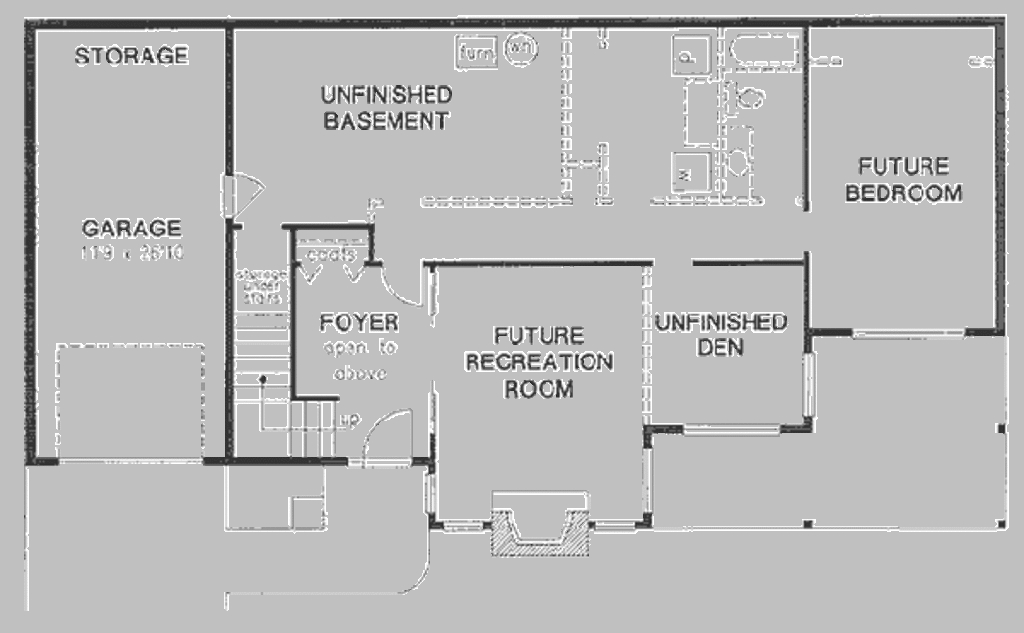 STORAGE
furn
wh
D
UNFINISHED
BASEMENT
FUTURE
BEDROOM
W
GARAGE
11'9 x 25'10
coats
storage
under
stairs
FOYER
open to
above
up
FUTURE
RECREATION
ROOM
UNFINISHED
DEN